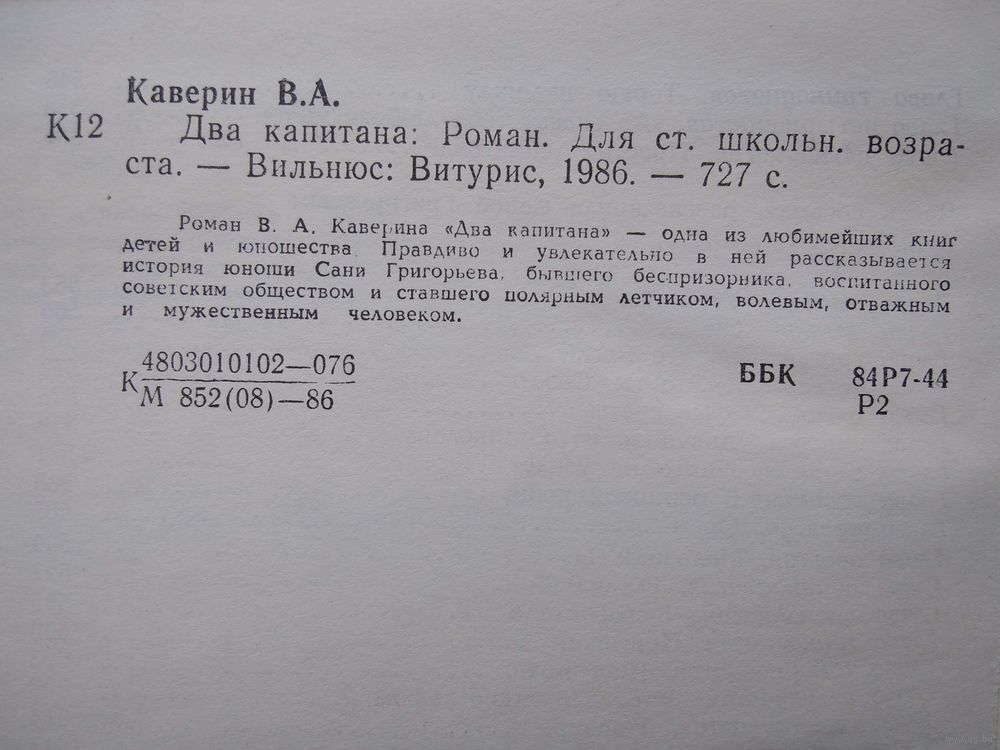 Каверин В.А.
К12 Два капитана: Роман. Для ст. школьн. возра-
ста. — Вильнюс: Витурис, 1986. — 727 с.
Роман В. А. Каверина «Два капитана» — одна из любимейших книг
детей и юношества. Правдиво и увлекательно в ней рассказывается
история юноши Сани Григорьева, бывшего беспризорника, воспитанного
советским обществом и ставшего полярным летчиком, волевым, отважным
и мужественным человеком.
К 4803010102—076
М 852(08)—86
ББК 84Р7-44
Р2